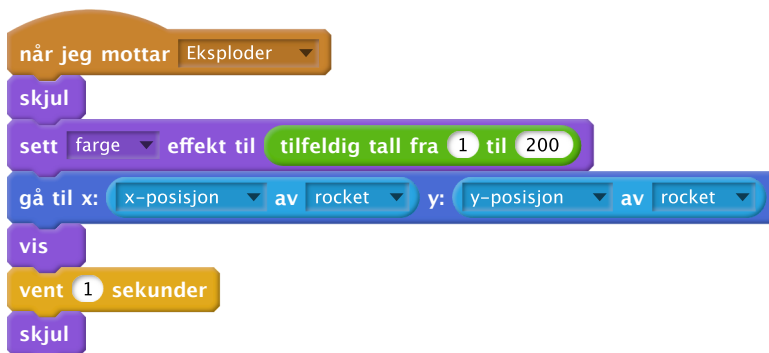 når jeg mottar Eksploder
skjul
sett farge effekt til tilfeldig tall fra 1 til 200
gå til x: x-posisjon av rocket y: y-posisjon av rocket
vis
vent 1 sekunder
skjul